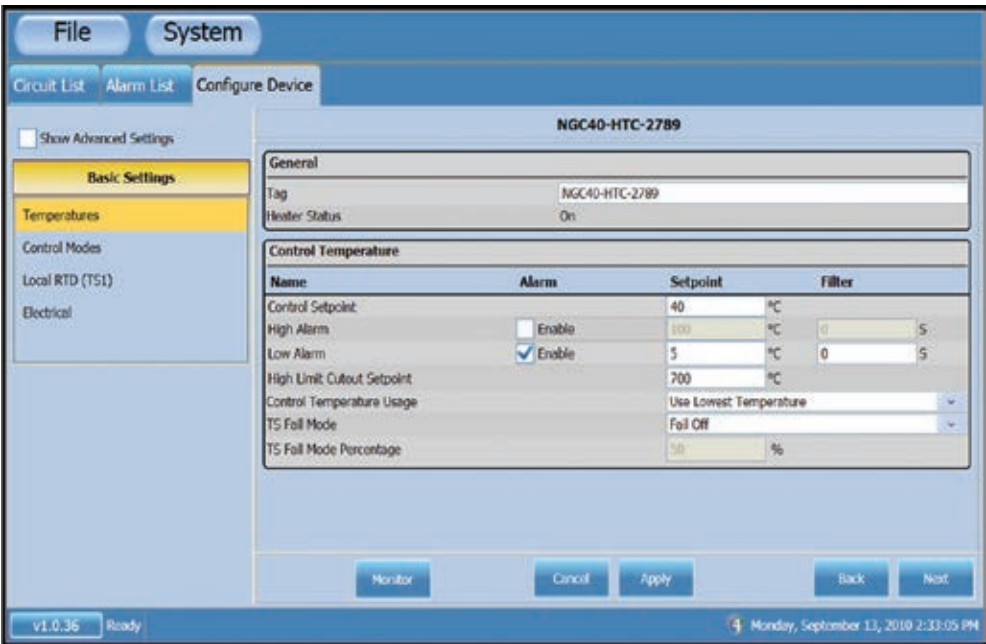 File System
Circuit List Alarm List Configure Device
Show Advanced Settings
Basic Settings
Temperatures
Control Modes
Local RTD (TS1)
Electrical
NGC40-HTC-2789
General
Tag NGC40-HTC-2789
Heater Status On
Control Temperature
Name Alarm Setpoint Filter
Control Setpoint 40 °C
High Alarm Enable 100 °C 0 S
Low Alarm Enable 5 °C 0 S
High Limit Cutout Setpoint 700 °C
Control Temperature Usage Use Lowest Temperature
TS Fail Mode Fail Off
TS Fail Mode Percentage 50 %
Monitor Cancel Apply Back Next
v1.0.36 Ready 4 Monday, September 13, 2010 2:33:05 PM